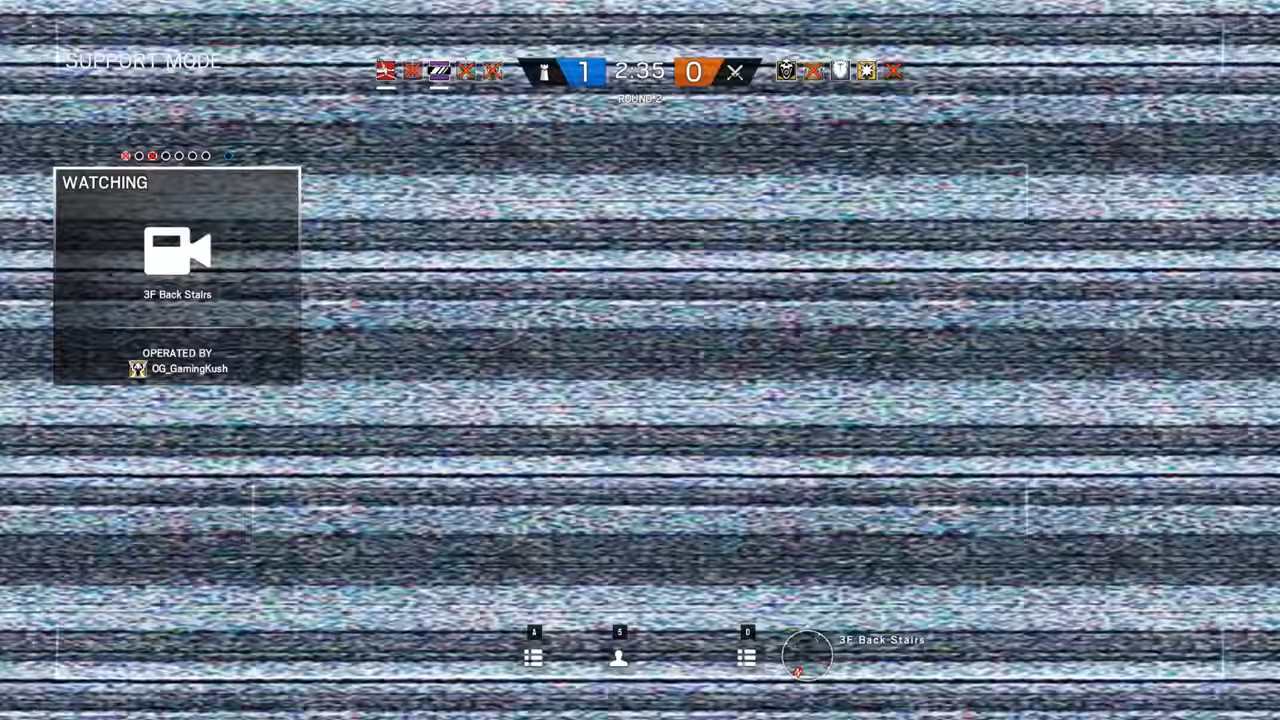 SUPPORT MODE
1 2:35 0
ROUND 2
WATCHING
3F Back Stairs
OPERATED BY
OG_GamingKush
A S D
3F Back Stairs